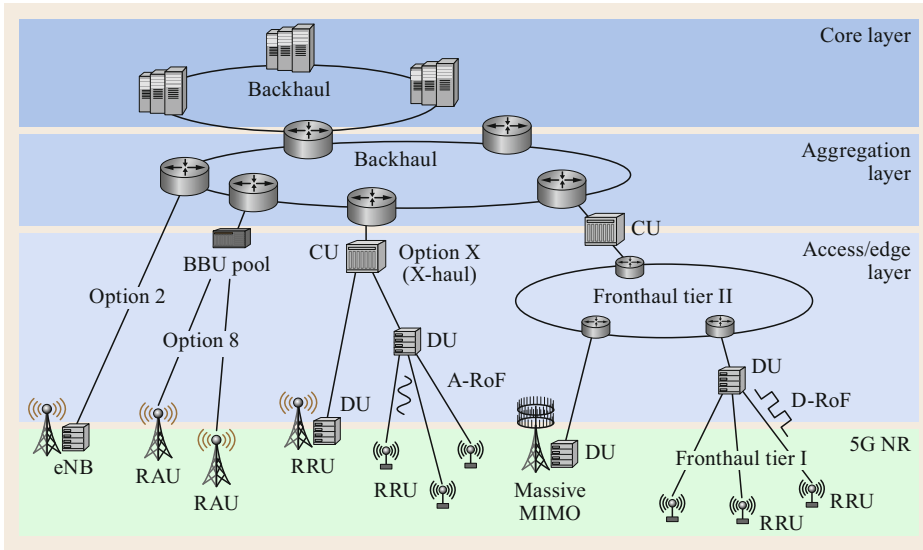 Core layer
Backhaul
Backhaul
Aggregation
layer
CU
Access/edge
layer
BBU pool
CU
Option X
(X-haul)
Option 2
Fronthaul tier II
Option 8
DU
A-RoF
DU
D-RoF
DU
eNB
RAU
RAU
RRU
RRU
Massive
MIMO
DU
5G NR
Fronthaul tier I
RRU
RRU